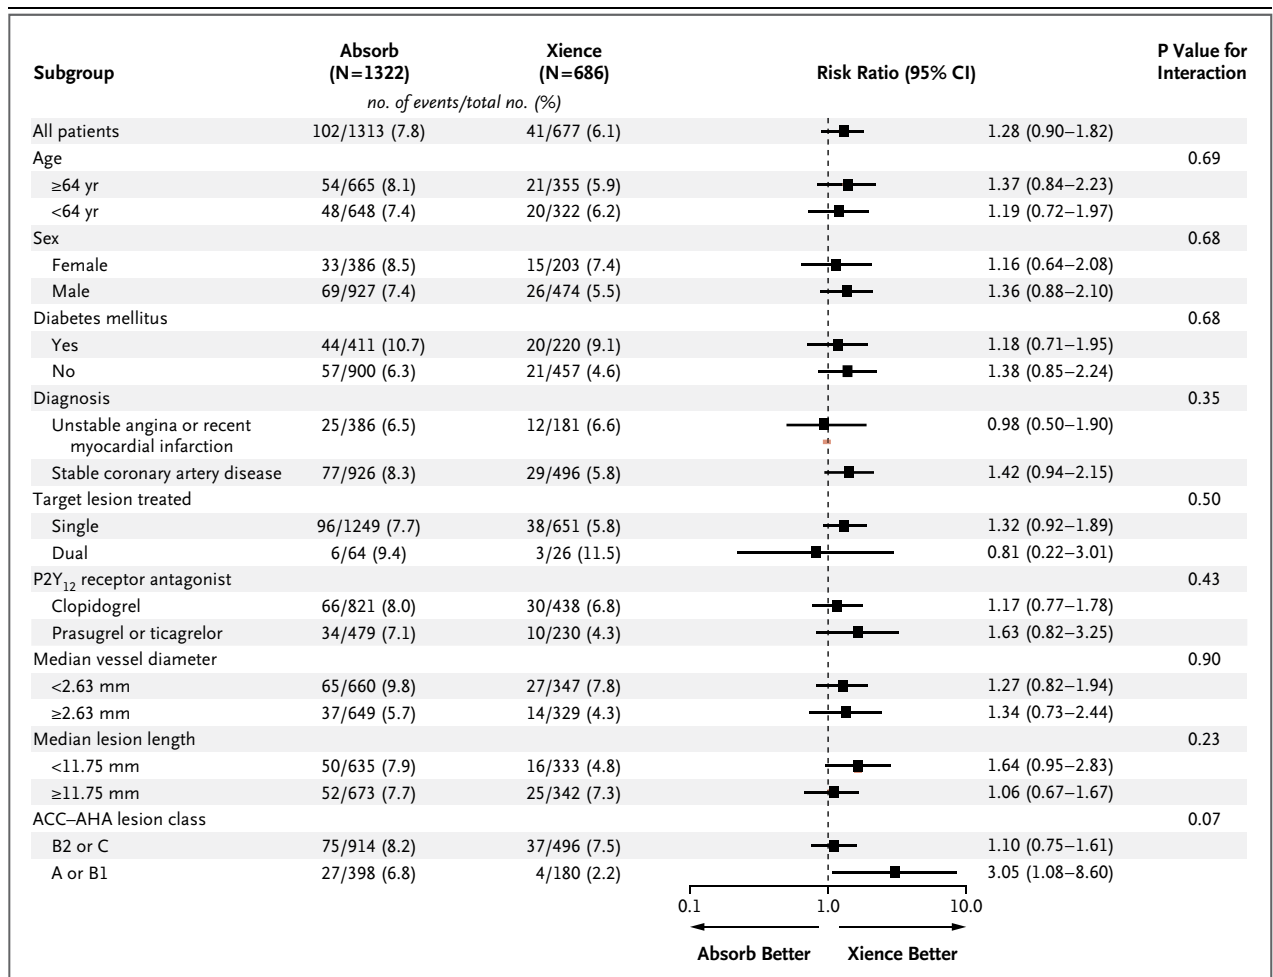 Subgroup Absorb (N=1322) Xience (N=686) Risk Ratio (95% CI) P Value for Interaction
no. of events/total no. (%)
All patients 102/1313 (7.8) 41/677 (6.1) 1.28 (0.90–1.82)
Age 0.69
≥64 yr 54/665 (8.1) 21/355 (5.9) 1.37 (0.84–2.23)
<64 yr 48/648 (7.4) 20/322 (6.2) 1.19 (0.72–1.97)
Sex 0.68
Female 33/386 (8.5) 15/203 (7.4) 1.16 (0.64–2.08)
Male 69/927 (7.4) 26/474 (5.5) 1.36 (0.88–2.10)
Diabetes mellitus 0.68
Yes 44/411 (10.7) 20/220 (9.1) 1.18 (0.71–1.95)
No 57/900 (6.3) 21/457 (4.6) 1.38 (0.85–2.24)
Diagnosis 0.35
Unstable angina or recent 25/386 (6.5) 12/181 (6.6) 0.98 (0.50–1.90)
myocardial infarction
Stable coronary artery disease 77/926 (8.3) 29/496 (5.8) 1.42 (0.94–2.15)
Target lesion treated 0.50
Single 96/1249 (7.7) 38/651 (5.8) 1.32 (0.92–1.89)
Dual 6/64 (9.4) 3/26 (11.5) 0.81 (0.22–3.01)
P2Y12 receptor antagonist 0.43
Clopidogrel 66/821 (8.0) 30/438 (6.8) 1.17 (0.77–1.78)
Prasugrel or ticagrelor 34/479 (7.1) 10/230 (4.3) 1.63 (0.82–3.25)
Median vessel diameter 0.90
<2.63 mm 65/660 (9.8) 27/347 (7.8) 1.27 (0.82–1.94)
≥2.63 mm 37/649 (5.7) 14/329 (4.3) 1.34 (0.73–2.44)
Median lesion length 0.23
<11.75 mm 50/635 (7.9) 16/333 (4.8) 1.64 (0.95–2.83)
≥11.75 mm 52/673 (7.7) 25/342 (7.3) 1.06 (0.67–1.67)
ACC–AHA lesion class 0.07
B2 or C 75/914 (8.2) 37/496 (7.5) 1.10 (0.75–1.61)
A or B1 27/398 (6.8) 4/180 (2.2) 3.05 (1.08–8.60)
0.1 1.0 10.0
Absorb Better Xience Better